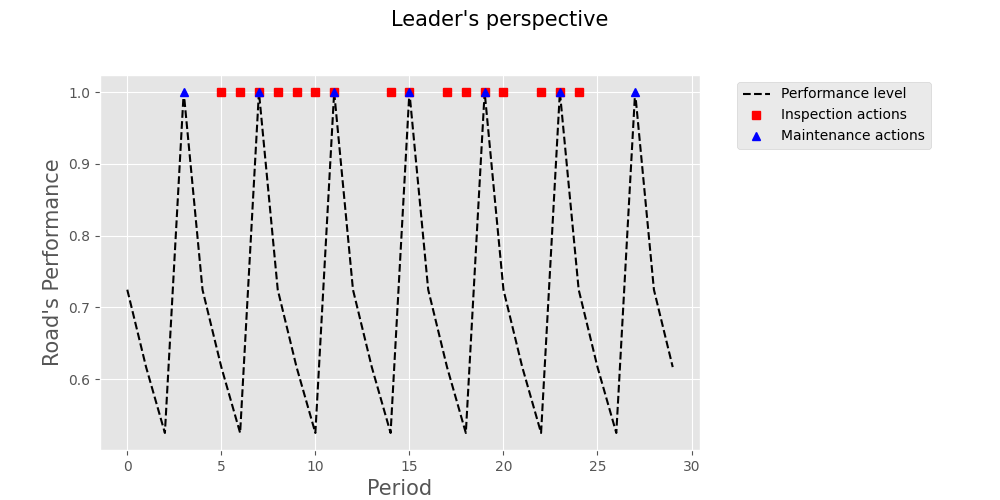 Leader's perspective
Performance level
Inspection actions
Maintenance actions
Road's Performance
1.0
0.9
0.8
0.7
0.6
0 5 10 15 20 25 30
Period